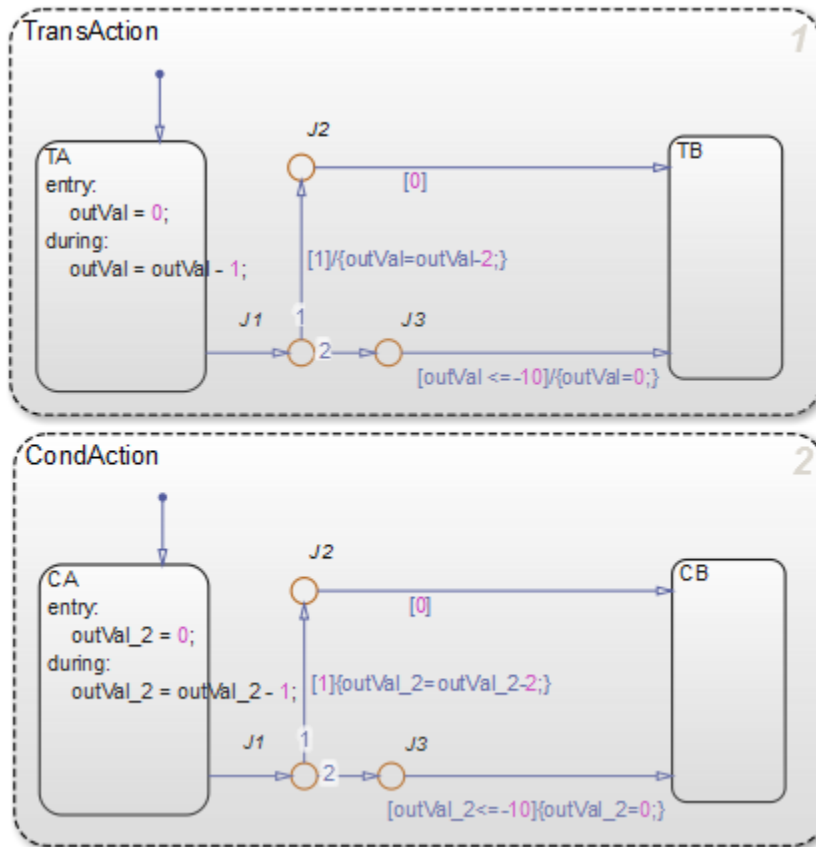 TransAction
1
J2
TA
TB
entry:
outVal = 0;
[0]
during:
outVal = outVal - 1;
[1]/{outVal=outVal-2;}
J1
1
J3
2
[outVal <=-10]/{outVal=0;}
CondAction
2
J2
CA
CB
entry:
outVal_2 = 0;
[0]
during:
outVal_2 = outVal_2 - 1;
[1]{outVal_2=outVal_2-2;}
J1
1
J3
2
[outVal_2<=-10]{outVal_2=0;}